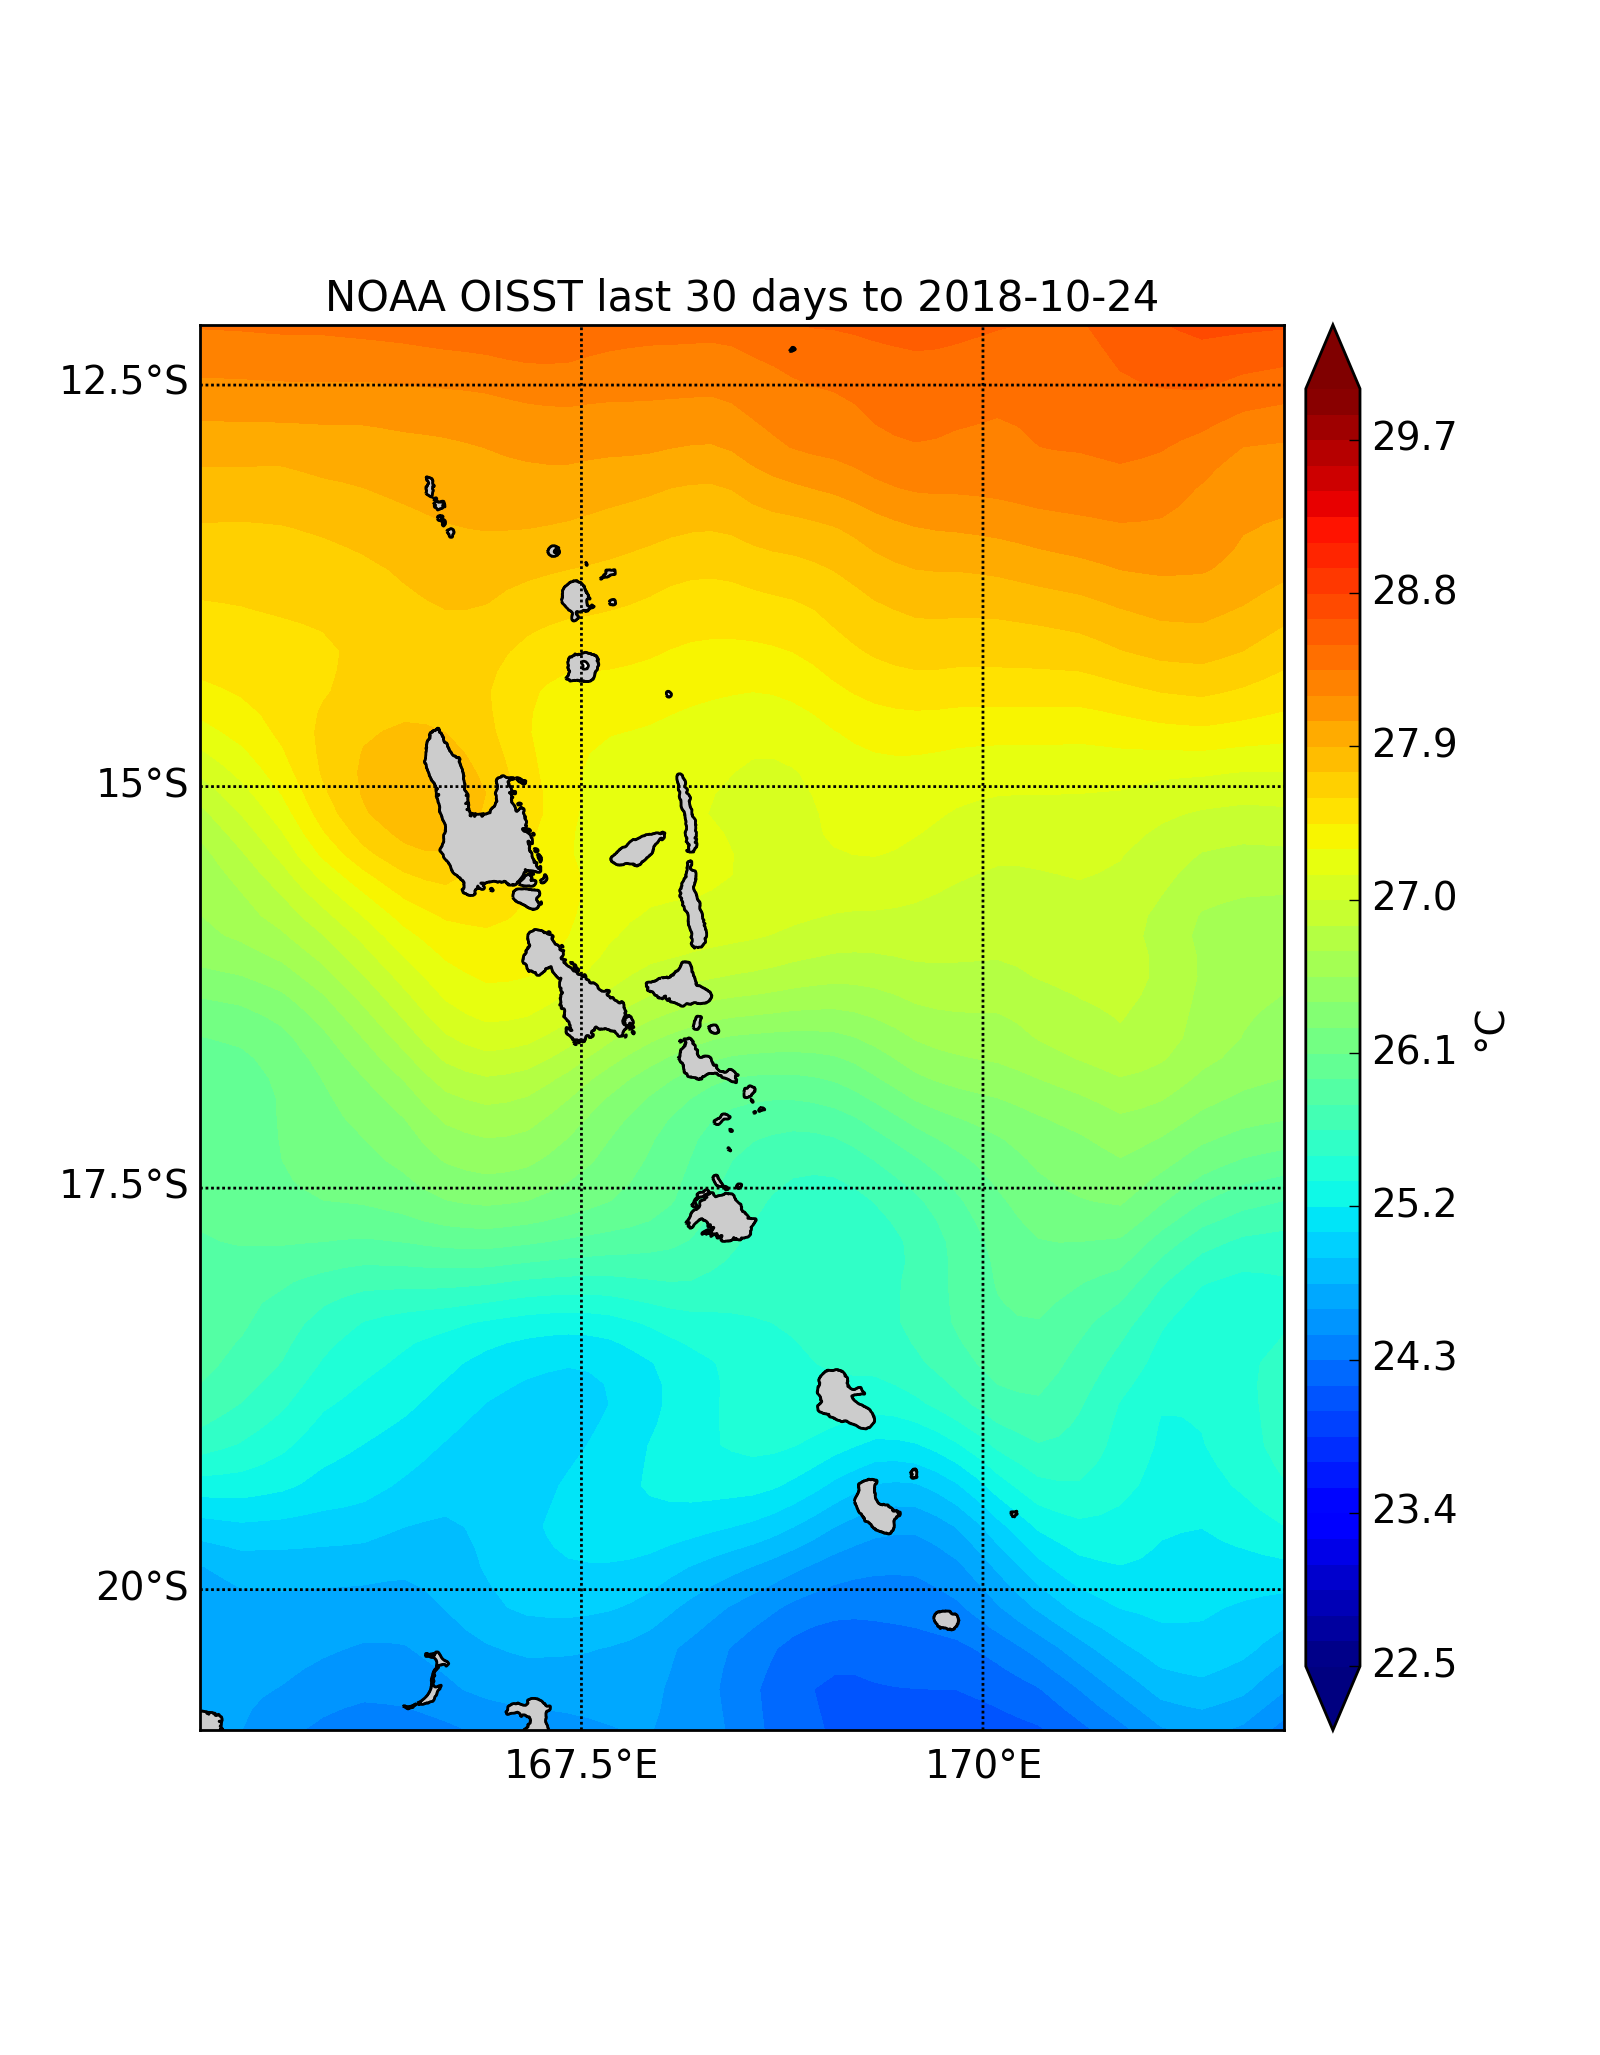 NOAA OISST last 30 days to 2018-10-24
12.5°S
15°S
17.5°S
20°S
167.5°E
170°E
29.7
28.8
27.9
27.0
26.1
25.2
24.3
23.4
22.5
°C